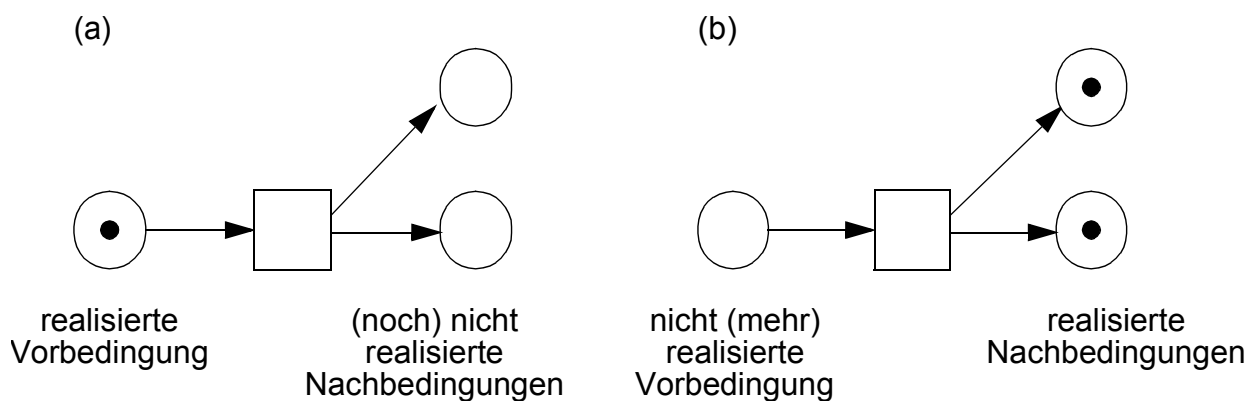 (a)
(b)
realisierte
Vorbedingung
(noch) nicht
realisierte
Nachbedingungen
nicht (mehr)
realisierte
Vorbedingung
realisierte
Nachbedingungen